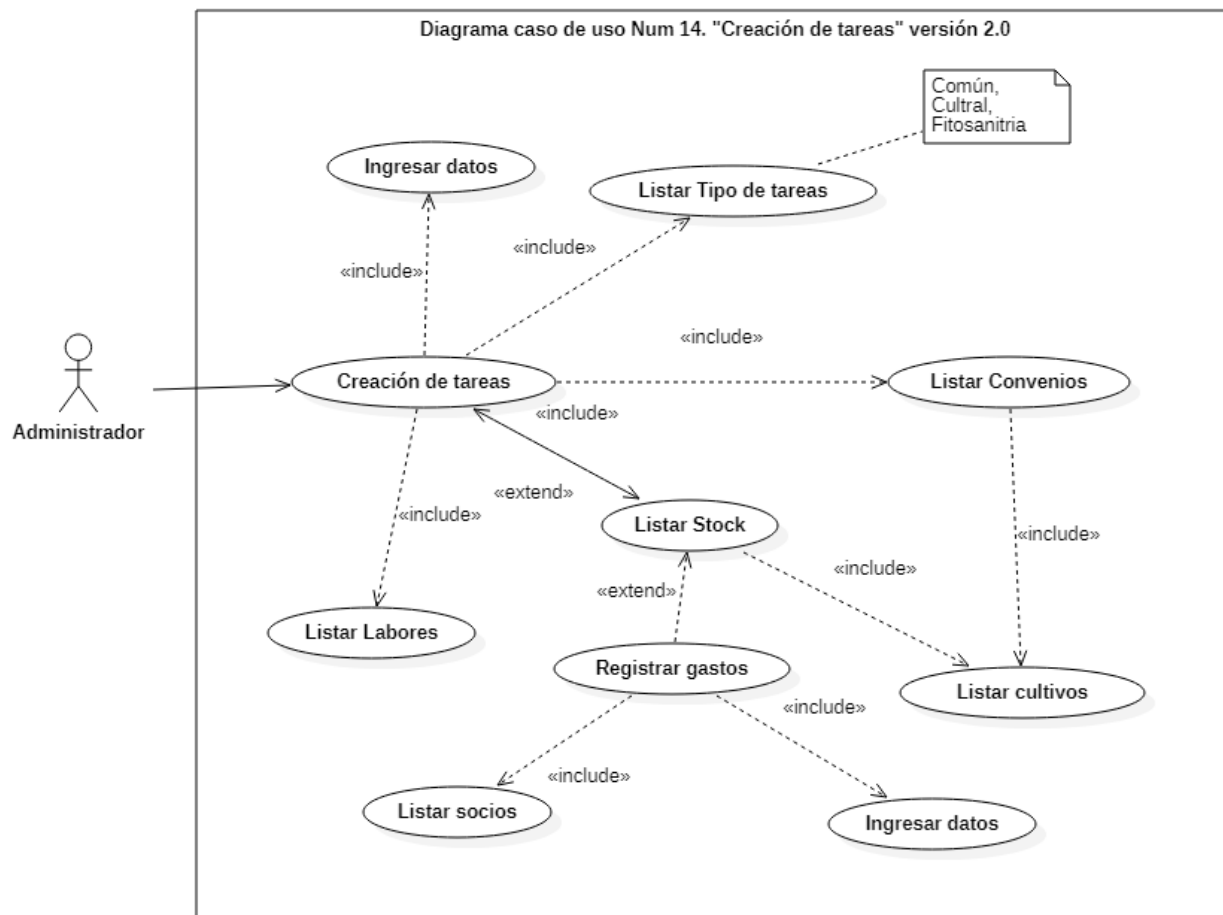 Diagrama caso de uso Num 14. "Creación de tareas" versión 2.0
Común,
Cultral,
Fitosanitria
Ingresar datos
Listar Tipo de tareas
«include»
«include»
«include»
Creación de tareas
Listar Convenios
«include»
Administrador
«extend»
«include»
Listar Stock
«include»
«include»
«extend»
Listar Labores
Registrar gastos
Listar cultivos
«include»
«include»
Listar socios
Ingresar datos